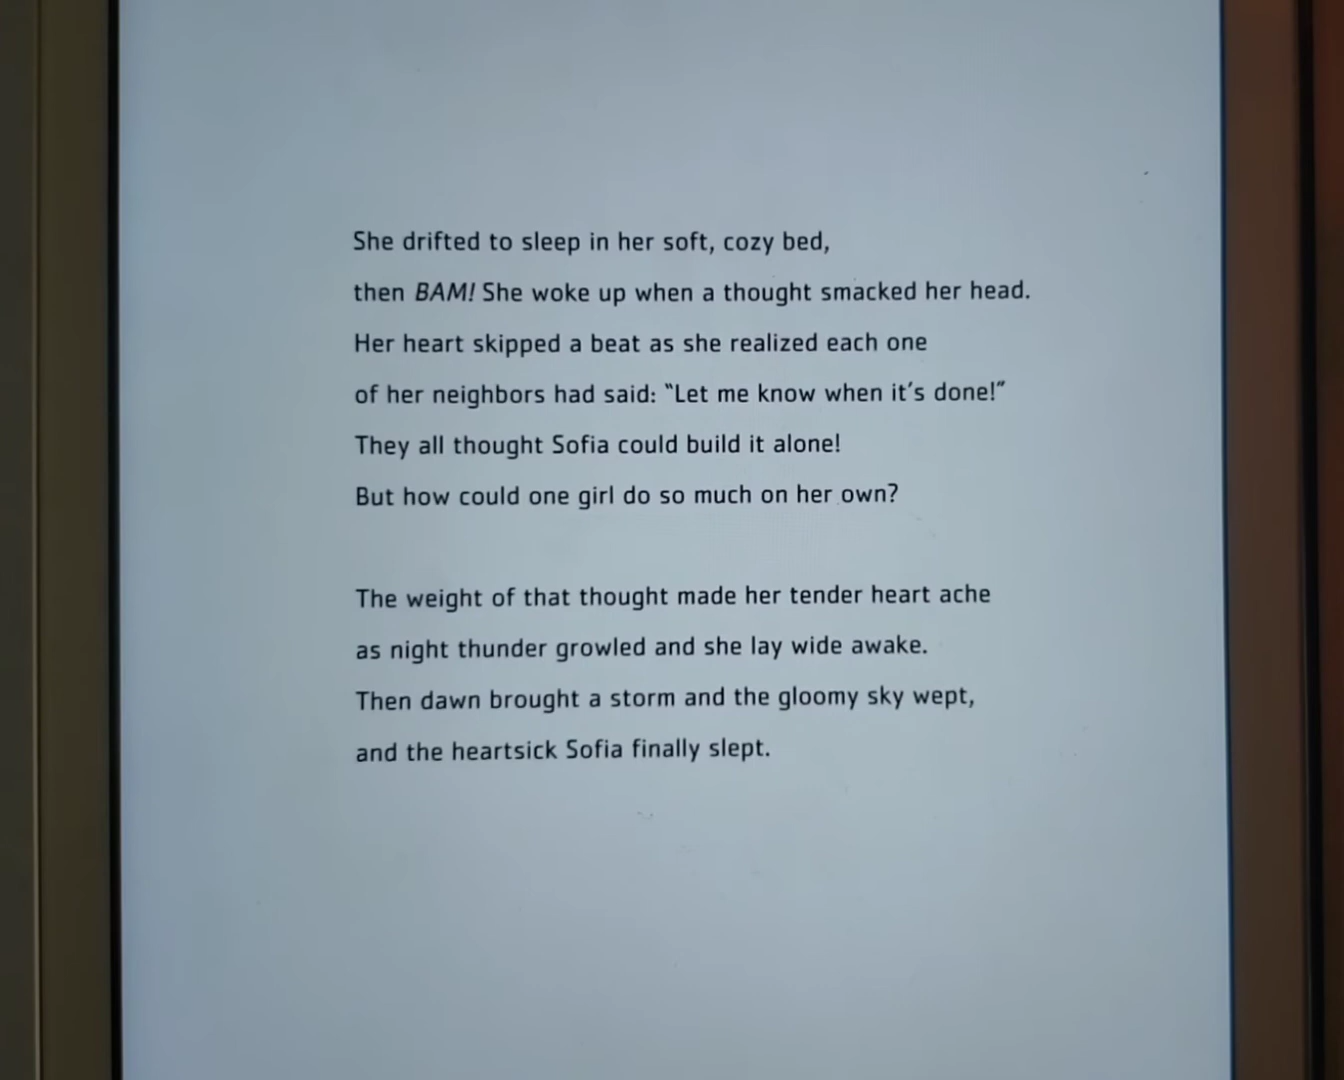 She drifted to sleep in her soft, cozy bed,
then BAM! She woke up when a thought smacked her head.
Her heart skipped a beat as she realized each one
of her neighbors had said: “Let me know when it’s done!”
They all thought Sofia could build it alone!
But how could one girl do so much on her own?
The weight of that thought made her tender heart ache
as night thunder growled and she lay wide awake.
Then dawn brought a storm and the gloomy sky wept,
and the heartsick Sofia finally slept.